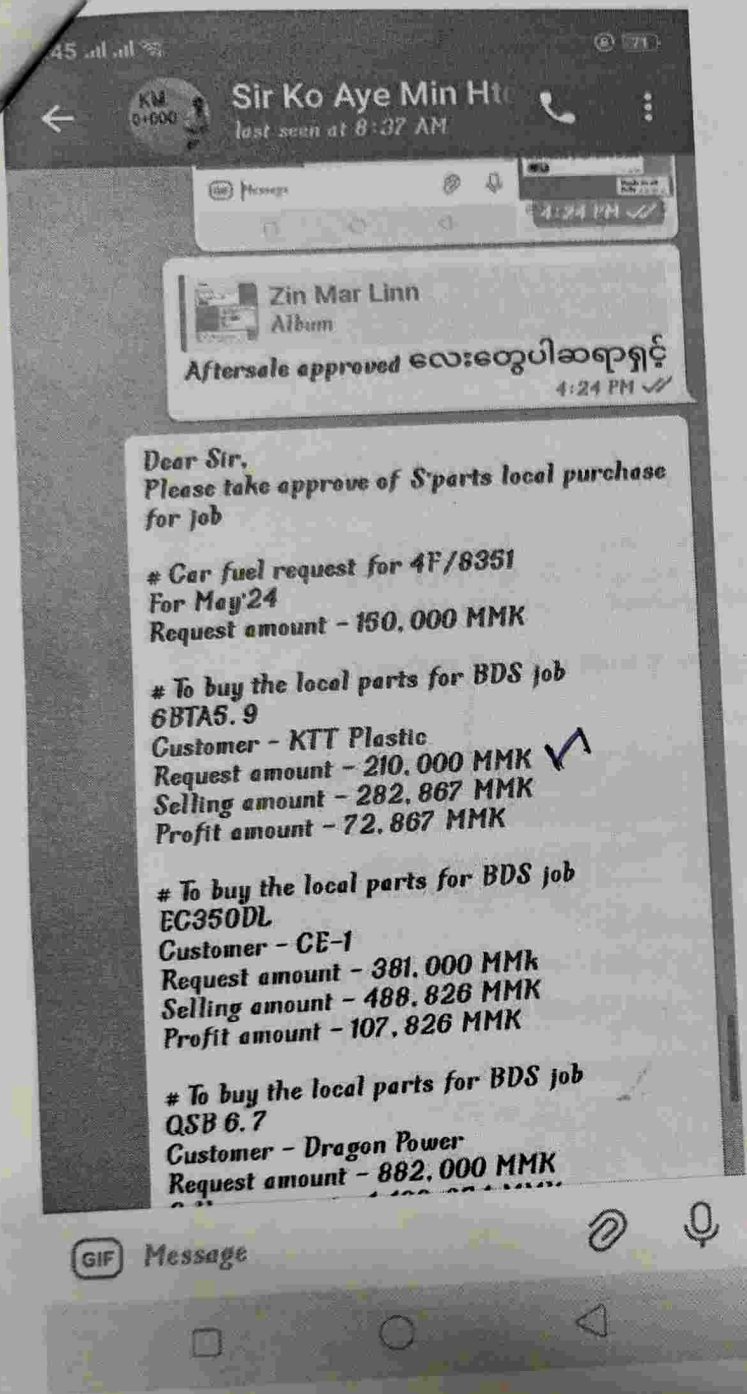 45
71
KM
0+000
Sir Ko Aye Min Ht
last seen at 8:37 AM
GIF Message
4:24 PM
Zin Mar Linn
Album
Aftersale approved လေးတွေပါဆရာရှင့်
4:24 PM
Dear Sir,
Please take approve of S'parts local purchase
for job
# Car fuel request for 4F/8351
For May'24
Request amount - 150,000 MMK
# To buy the local parts for BDS job
6BTA5.9
Customer - KTT Plastic
Request amount - 210,000 MMK
Selling amount - 282,867 MMK
Profit amount - 72,867 MMK
# To buy the local parts for BDS job
EC350DL
Customer - CE-1
Request amount - 381,000 MMk
Selling amount - 488,826 MMK
Profit amount - 107,826 MMK
# To buy the local parts for BDS job
QSB 6.7
Customer - Dragon Power
Request amount - 882,000 MMK
GIF Message